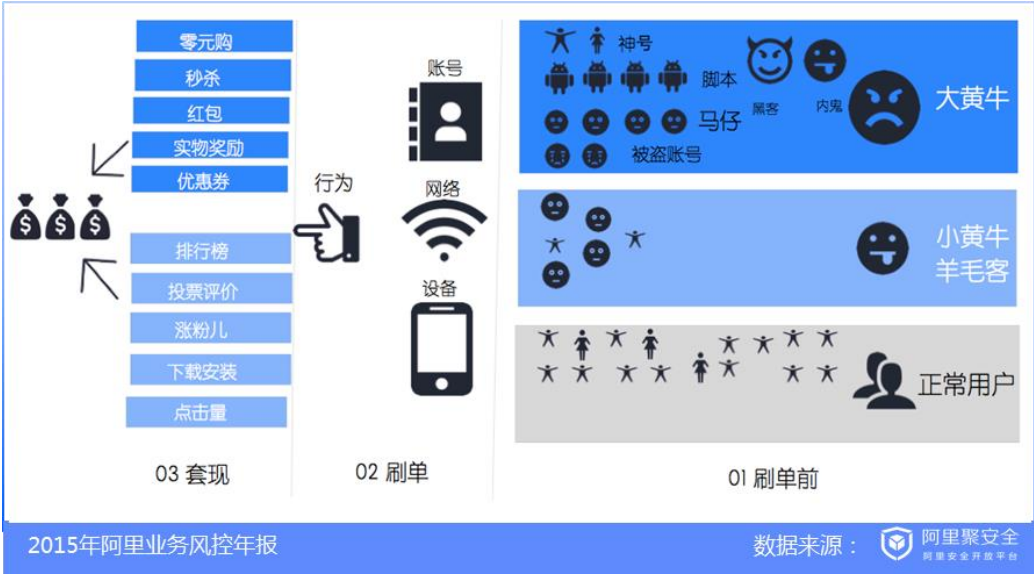 零元购
秒杀
红包
实物奖励
优惠券
排行榜
投票评价
涨粉儿
下载安装
点击量
03 套现
行为
账号
网络
设备
02 刷单
神号
脚本
马仔
被盗账号
黑客
内鬼
大黄牛
小黄牛
羊毛客
正常用户
01 刷单前
2015年阿里业务风控年报
数据来源：
阿里聚安全
阿里安全开放平台